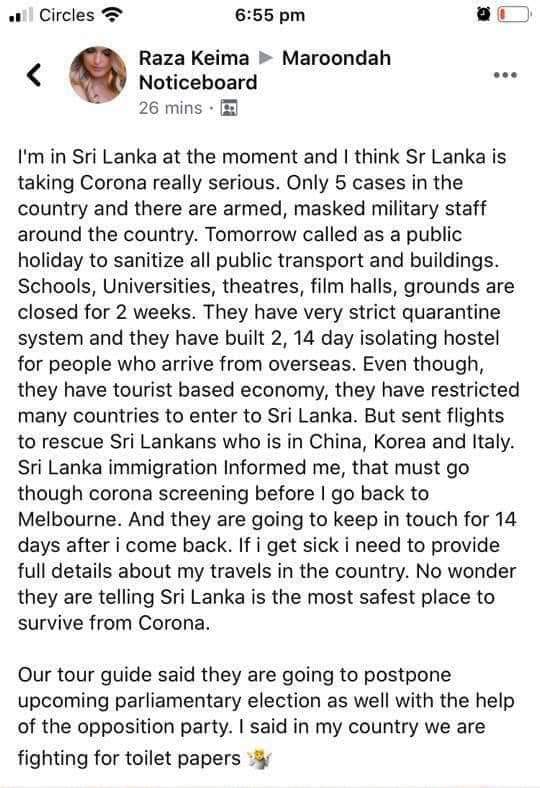 Circles 6:55 pm
Raza Keima ▶ Maroondah
Noticeboard
26 mins ·
I'm in Sri Lanka at the moment and I think Sr Lanka is
taking Corona really serious. Only 5 cases in the
country and there are armed, masked military staff
around the country. Tomorrow called as a public
holiday to sanitize all public transport and buildings.
Schools, Universities, theatres, film halls, grounds are
closed for 2 weeks. They have very strict quarantine
system and they have built 2, 14 day isolating hostel
for people who arrive from overseas. Even though,
they have tourist based economy, they have restricted
many countries to enter to Sri Lanka. But sent flights
to rescue Sri Lankans who is in China, Korea and Italy.
Sri Lanka immigration Informed me, that must go
though corona screening before I go back to
Melbourne. And they are going to keep in touch for 14
days after i come back. If i get sick i need to provide
full details about my travels in the country. No wonder
they are telling Sri Lanka is the most safest place to
survive from Corona.
Our tour guide said they are going to postpone
upcoming parliamentary election as well with the help
of the opposition party. I said in my country we are
fighting for toilet papers